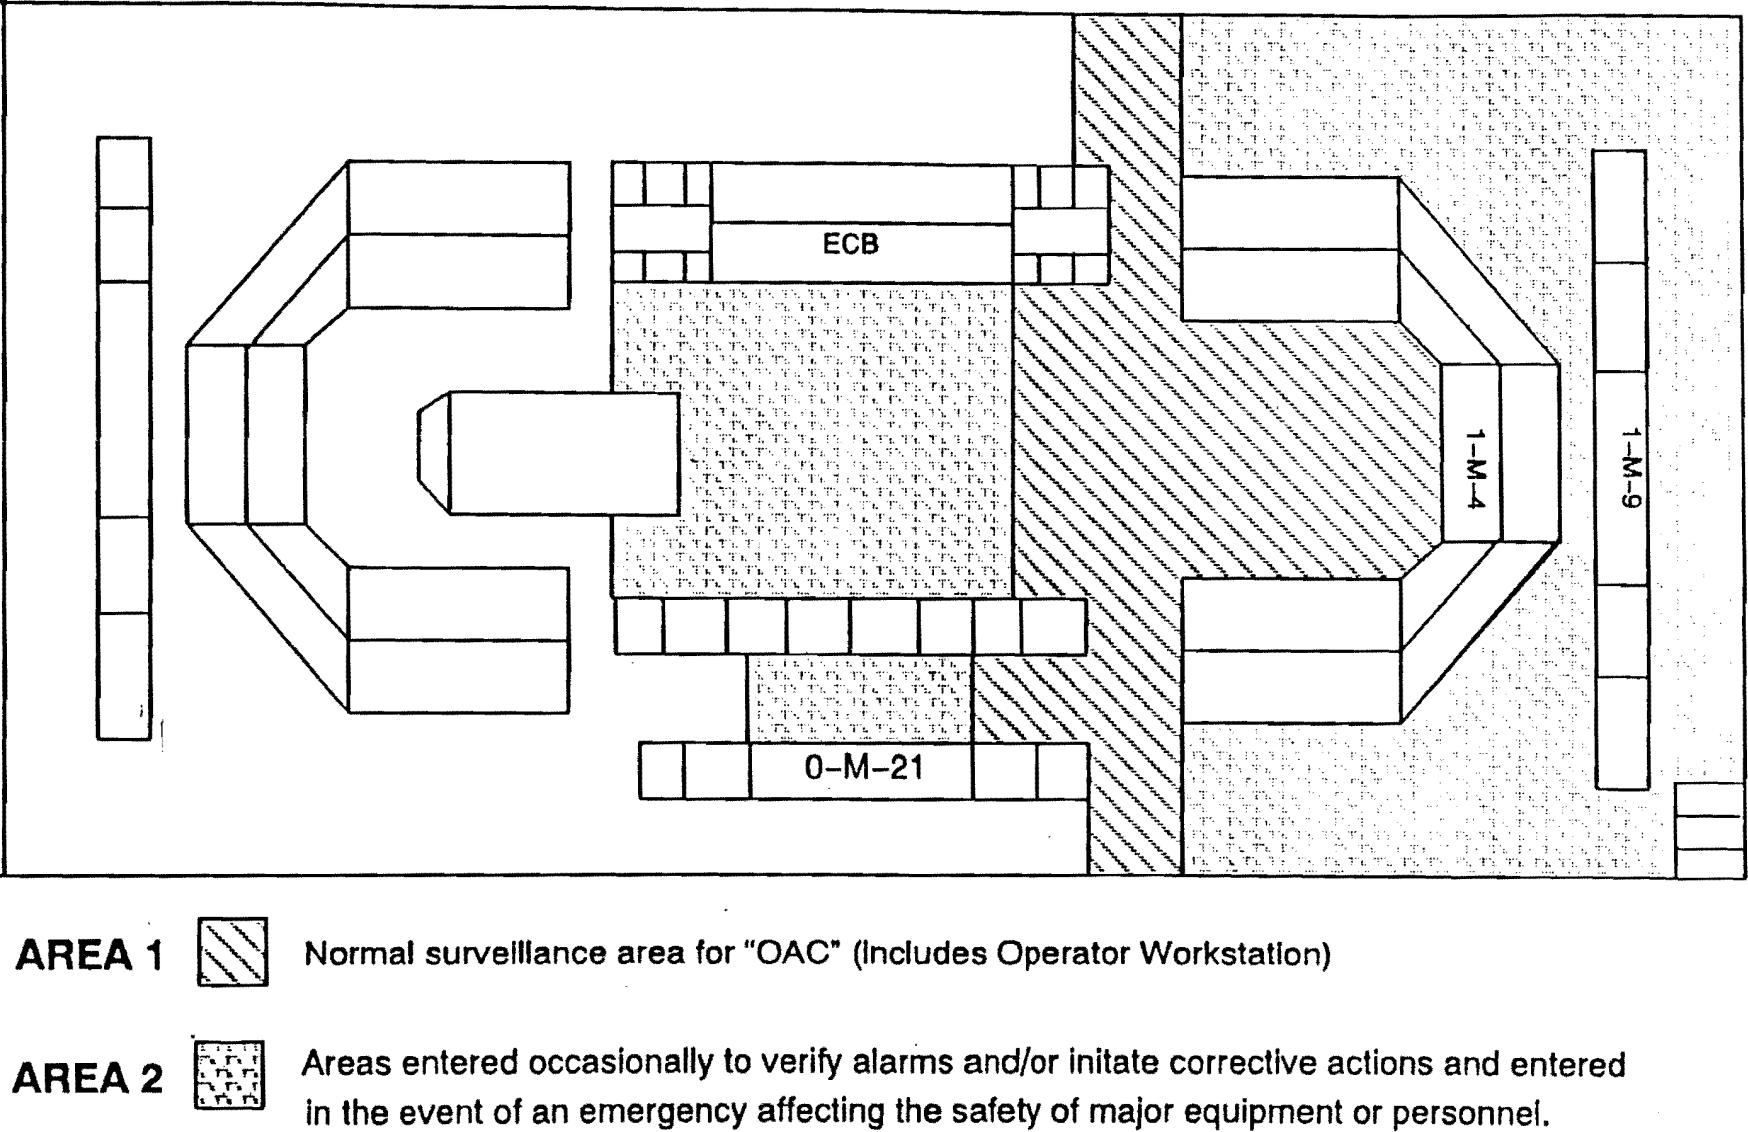 ECB
1-M-4
1-M-9
0-M-21
AREA 1 Normal surveillance area for "OAC" (includes Operator Workstation)
AREA 2 Areas entered occasionally to verify alarms and/or initate corrective actions and entered
in the event of an emergency affecting the safety of major equipment or personnel.